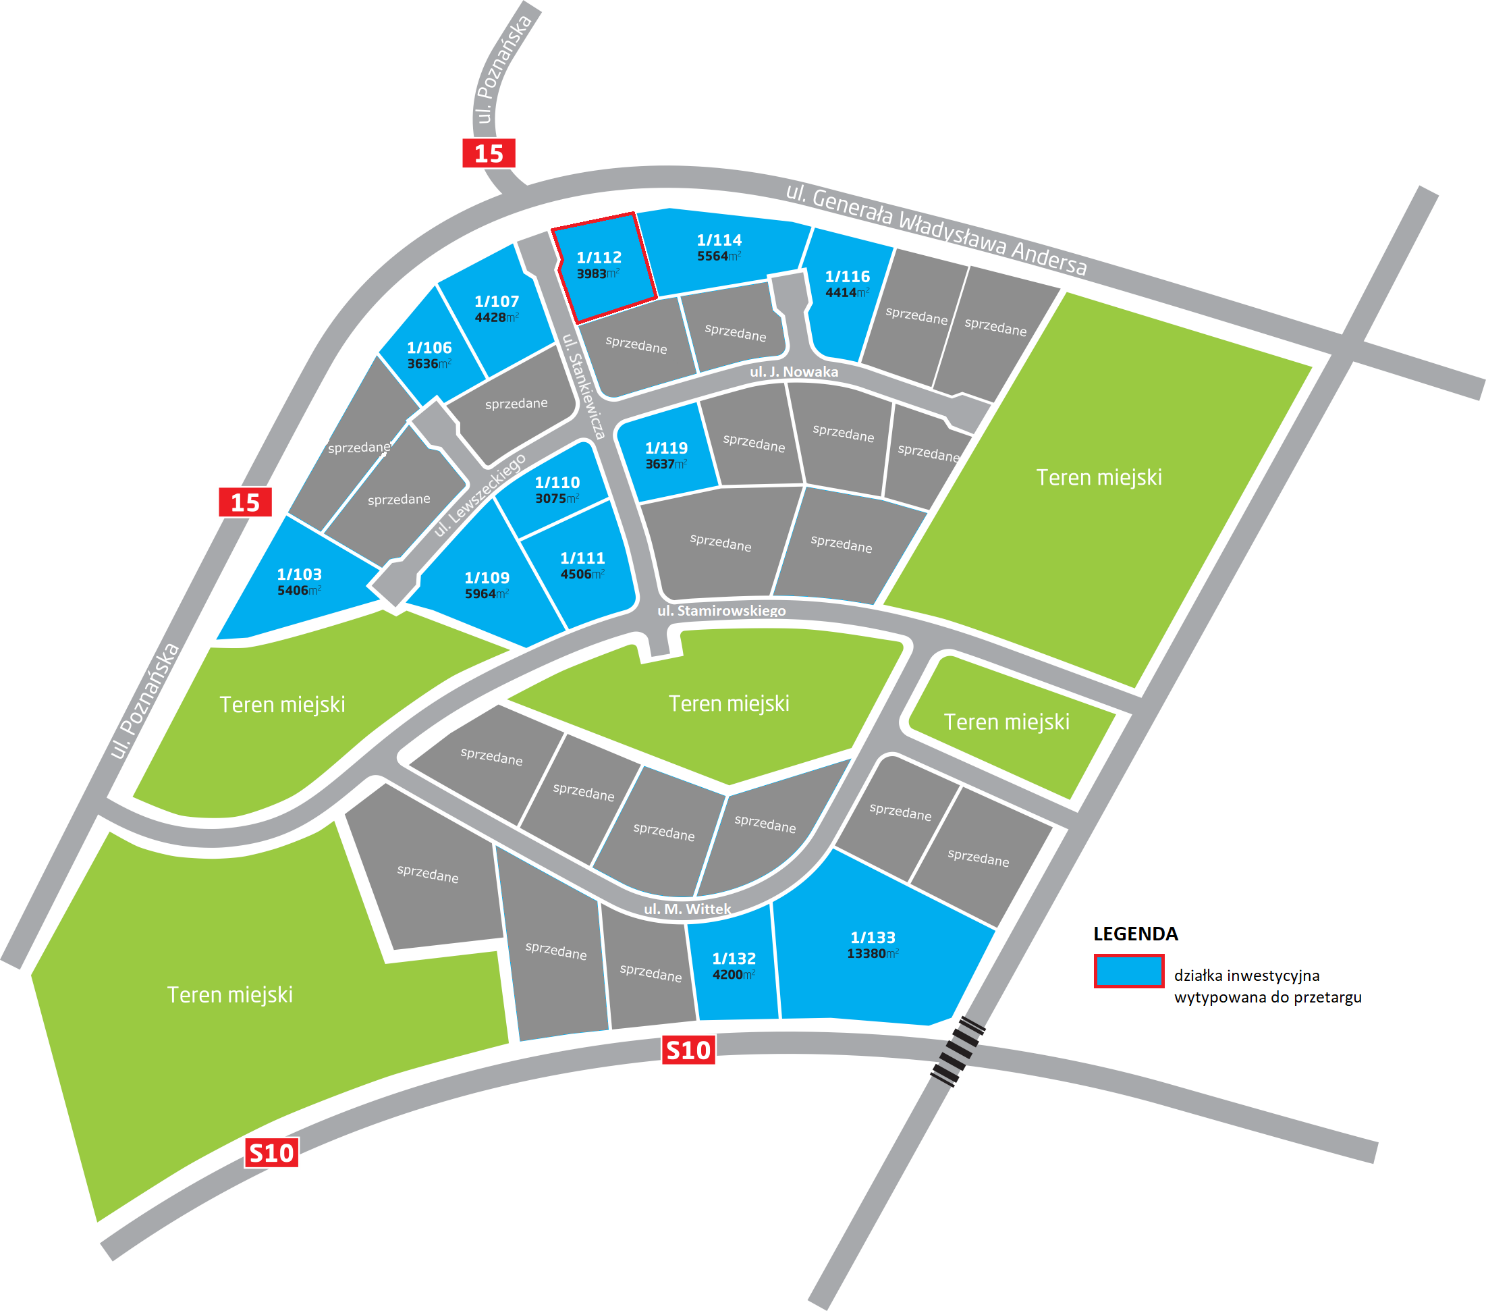 ul. Poznańska
15
ul. Generała Władysława Andersa
1/112
3983m²
1/114
5564m²
1/116
4414m²
1/107
4428m²
1/106
3636m²
sprzedane
sprzedane
sprzedane
sprzedane
ul. Stankiewicza
ul. J. Nowaka
sprzedane
sprzedane
sprzedane
ul. Lewszeckiego
15
1/119
3637m²
sprzedane
sprzedane
sprzedane
Teren miejski
1/110
3075m²
1/111
4506m²
1/109
5964m²
1/103
5406m²
sprzedane
sprzedane
ul. Stamirowskiego
ul. Poznańska
Teren miejski
Teren miejski
Teren miejski
sprzedane
sprzedane
sprzedane
sprzedane
sprzedane
sprzedane
sprzedane
ul. M. Wittek
sprzedane
sprzedane
1/132
4200m²
1/133
13380m²
Teren miejski
LEGENDA
działka inwestycyjna
wytypowana do przetargu
S10
S10